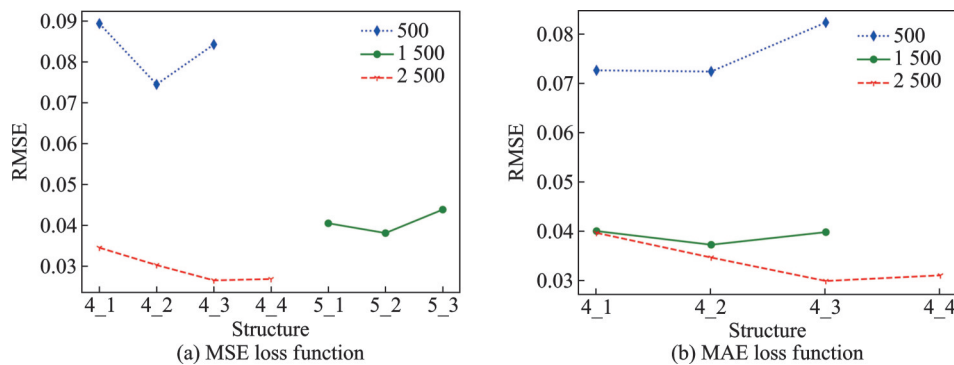 0.09
0.08
0.07
0.06
0.05
0.04
0.03
RMSE
500
1 500
2 500
4_1 4_2 4_3 4_4 5_1 5_2 5_3
Structure
(a) MSE loss function
0.08
0.07
0.06
0.05
0.04
0.03
RMSE
500
1 500
2 500
4_1 4_2 4_3 4_4
Structure
(b) MAE loss function